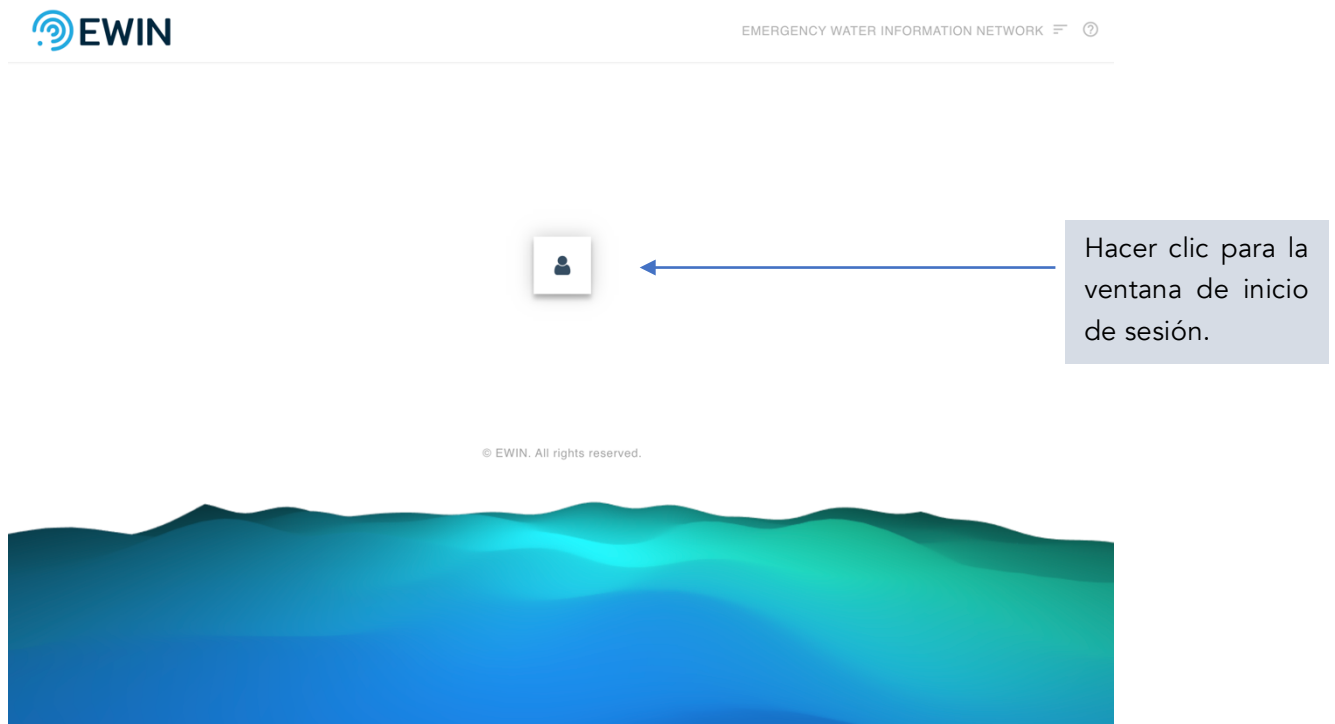 EWIN
EMERGENCY WATER INFORMATION NETWORK
Hacer clic para la
ventana de inicio
de sesión.
© EWIN. All rights reserved.